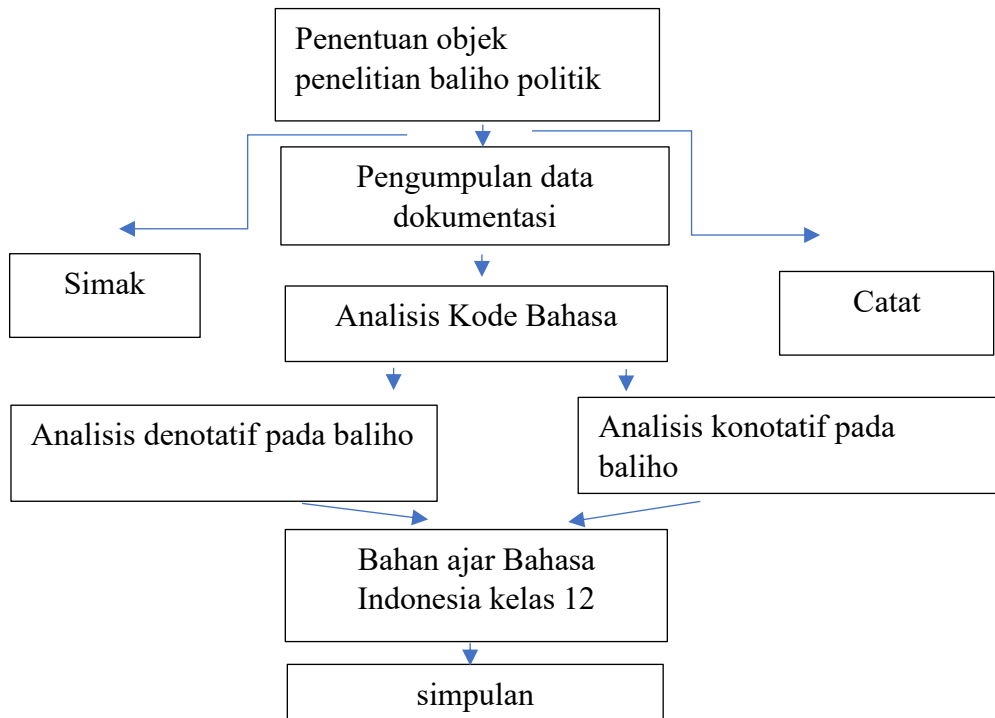 Penentuan objek
penelitian baliho politik
Pengumpulan data
dokumentasi
Simak
Catat
Analisis Kode Bahasa
Analisis denotatif pada baliho
Analisis konotatif pada
baliho
Bahan ajar Bahasa
Indonesia kelas 12
simpulan